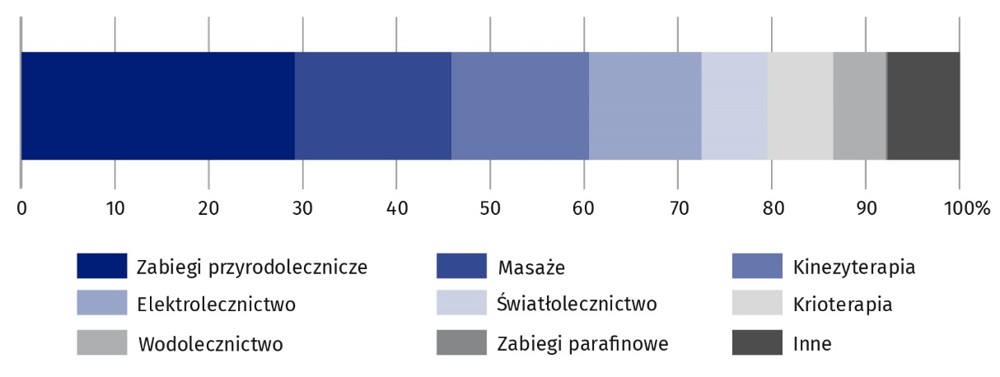 0 10 20 30 40 50 60 70 80 90 100%
Zabiegi przyrodolecznicze Masaże Kinezyterapia
Elektrolecznictwo Światłolecznictwo Krioterapia
Wodolecznictwo Zabiegi parafinowe Inne